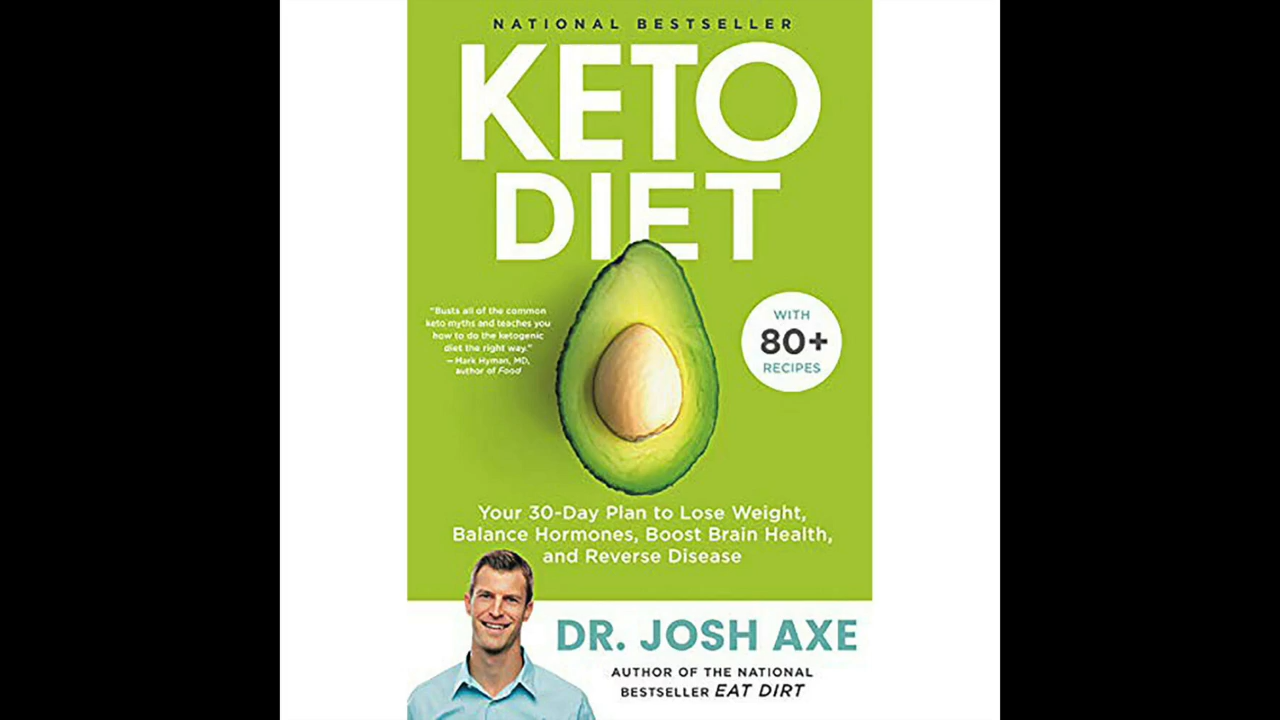 NATIONAL BESTSELLER
KETO
DIET
"Busts all of the common
keto myths and teaches you
how to do the ketogenic
diet the right way."
— Mark Hyman, MD,
author of Food
WITH
80+
RECIPES
Your 30-Day Plan to Lose Weight,
Balance Hormones, Boost Brain Health,
and Reverse Disease
DR. JOSH AXE
AUTHOR OF THE NATIONAL
BESTSELLER EAT DIRT